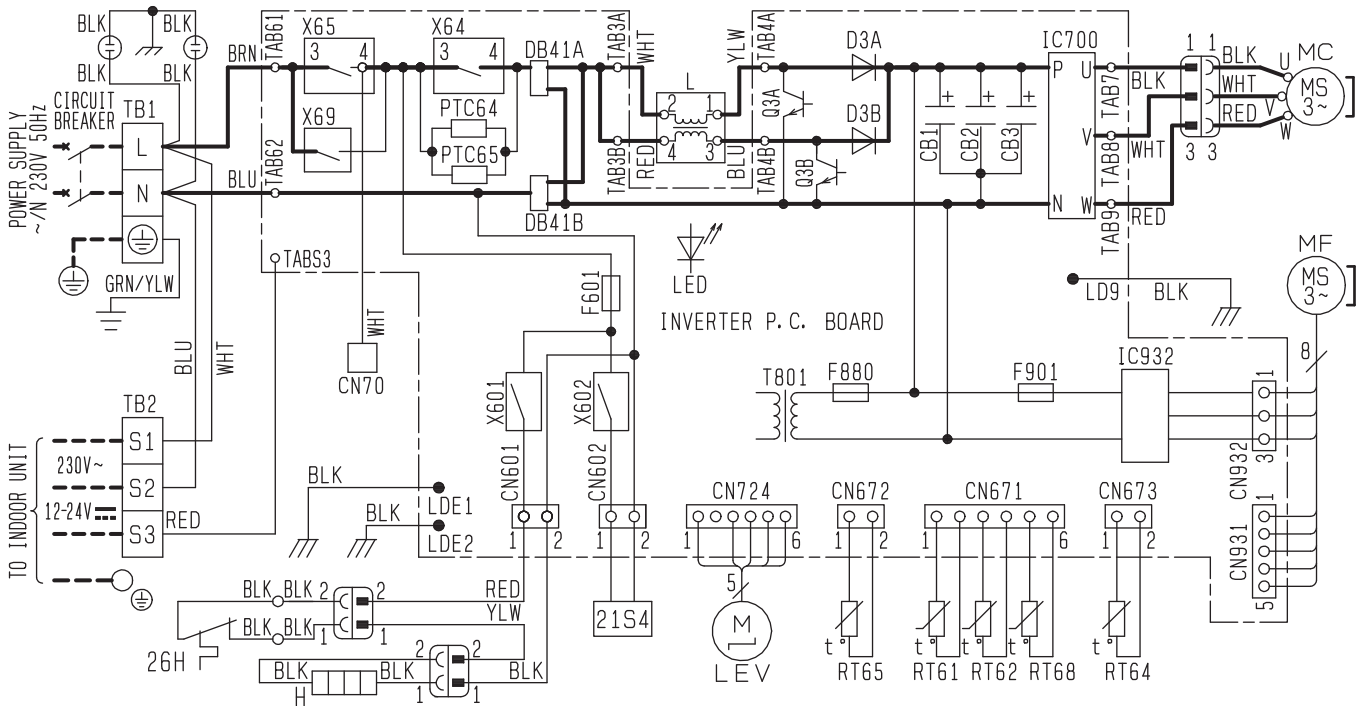 BLK BLK
BLK BLK
BRN
TAB61
X65
3 4
X64
3 4
DB41A
TAB3A
WHT
YLW
TAB4A
D3A
IC700
P U
TAB7
BLK
1 1
BLK
MC
U
MS
3~
WHT
V
RED
W
3 3
POWER SUPPLY
~/N 230V 50Hz
CIRCUIT
BREAKER
TB1
L
N
X69
TAB62
BLU
PTC64
PTC65
L
2 1
4 3
TAB3B
RED
BLU
TAB4B
Q3A
D3B
Q3B
+ + +
CB1
CB2
CB3
V
TAB8
WHT
N W
TAB9
RED
DB41B
GRN/YLW
TABS3
LED
F601
WHT
CN70
INVERTER P. C. BOARD
LD9 BLK
MF
MS
3~
8
BLU
WHT
X601
X602
T801
F880
F901
IC932
1
CN932
3
TB2
S1
S2
S3
TO INDOOR UNIT
230V~
12-24V
RED
BLK
LDE1
BLK
LDE2
CN601
1 2
CN602
1 2
CN724
1 6
5
M
LEV
CN672
1 2
t°
RT65
CN671
1 6
t° t° t°
RT61 RT62 RT68
CN673
1 2
t°
RT64
1
CN931
5
BLK BLK
2 2
RED
BLK BLK
1 1
YLW
26H
21S4
BLK
H
BLK
2 2
1 1
BLK